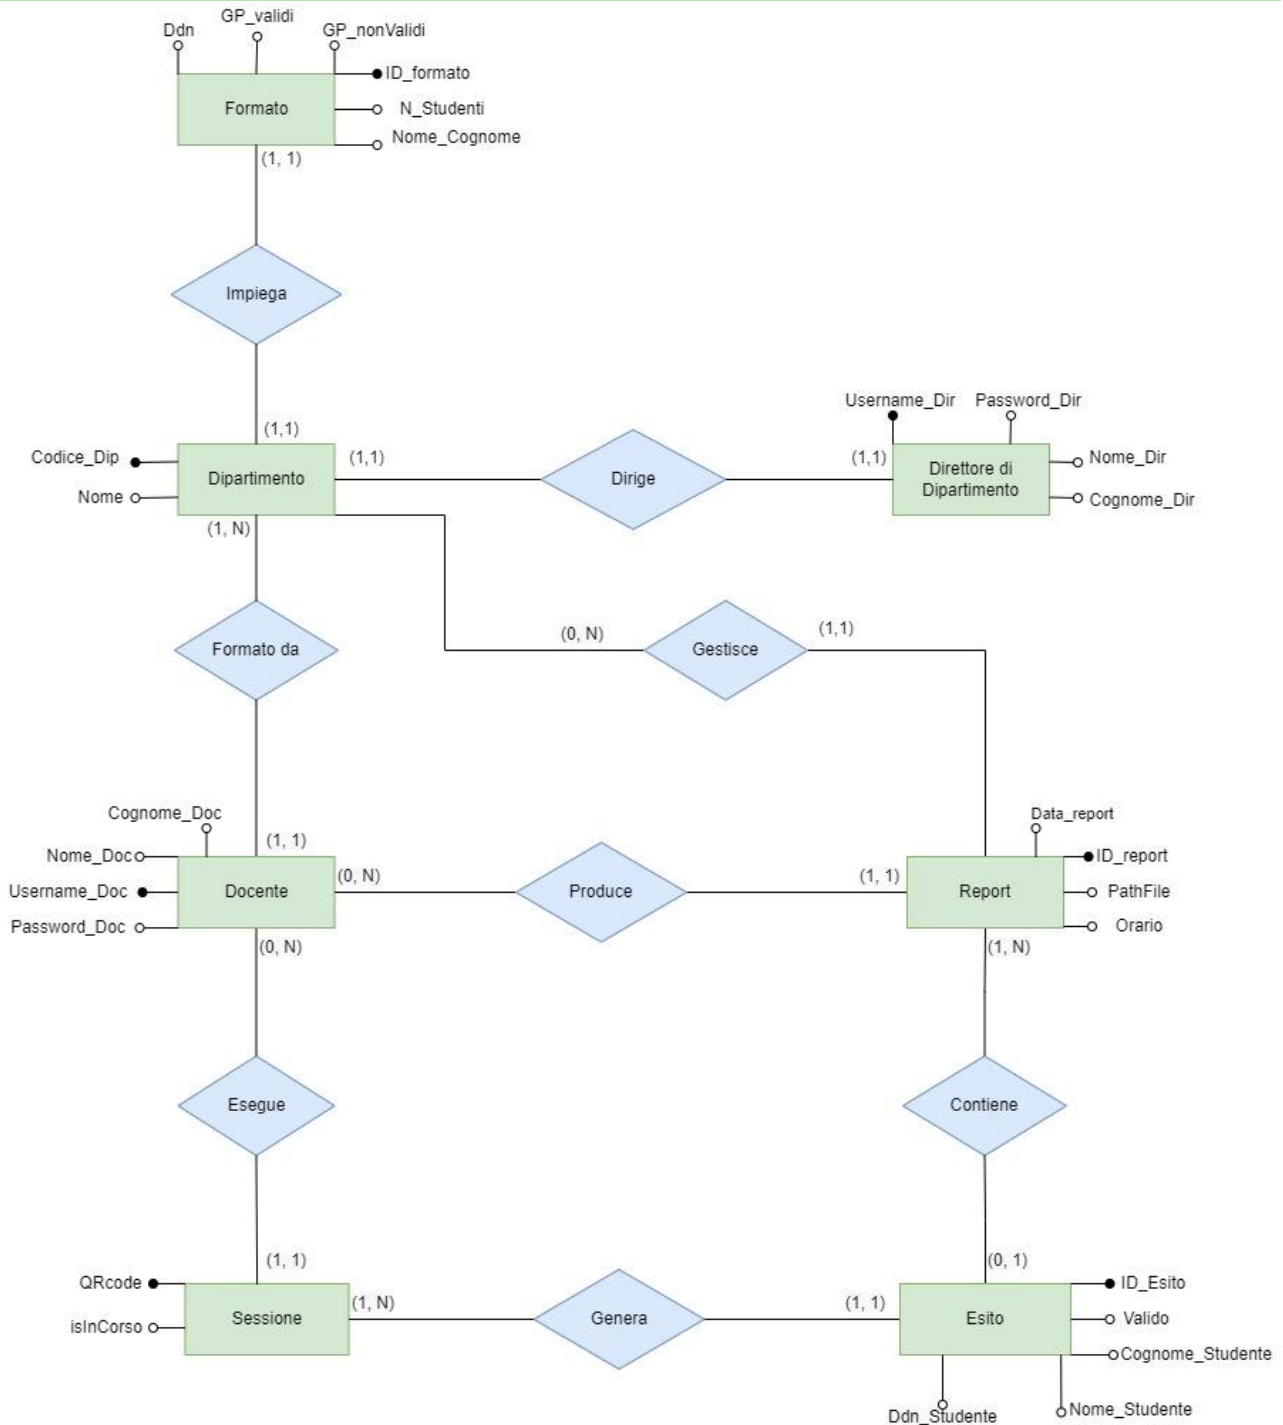 GP_validi
Ddn
GP_nonValidi
ID_formato
Formato
N_Studenti
Nome_Cognome
(1, 1)
Impiega
Username_Dir
Password_Dir
(1,1)
Codice_Dip
(1,1)
(1,1)
Nome_Dir
Dipartimento
Dirige
Direttore di
Dipartimento
Nome
Cognome_Dir
(1, N)
(0, N)
(1,1)
Formato da
Gestisce
Cognome_Doc
Data_report
(1, 1)
Nome_Doc
ID_report
(0, N)
(1, 1)
Username_Doc
Docente
Produce
Report
PathFile
Password_Doc
Orario
(0, N)
(1, N)
Esegue
Contiene
(1, 1)
(0, 1)
QRcode
ID_Esito
(1, N)
(1, 1)
Sessione
Genera
Esito
Valido
isInCorso
Cognome_Studente
Ddn_Studente
Nome_Studente